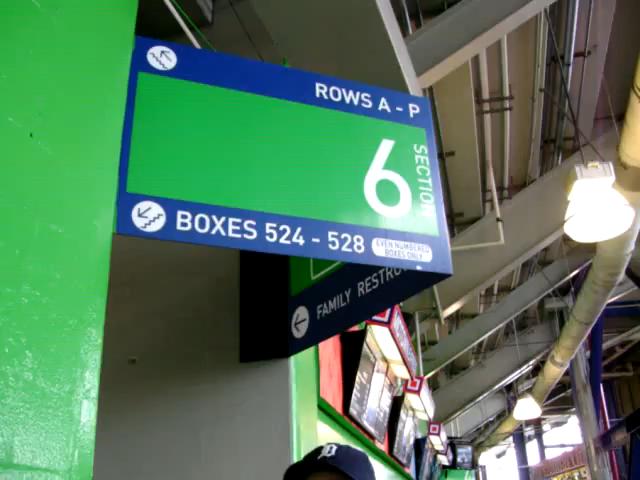 ROWS A - P
6
SECTION
BOXES 524 - 528
EVEN NUMBERED
BOXES ONLY
FAMILY RESTRO